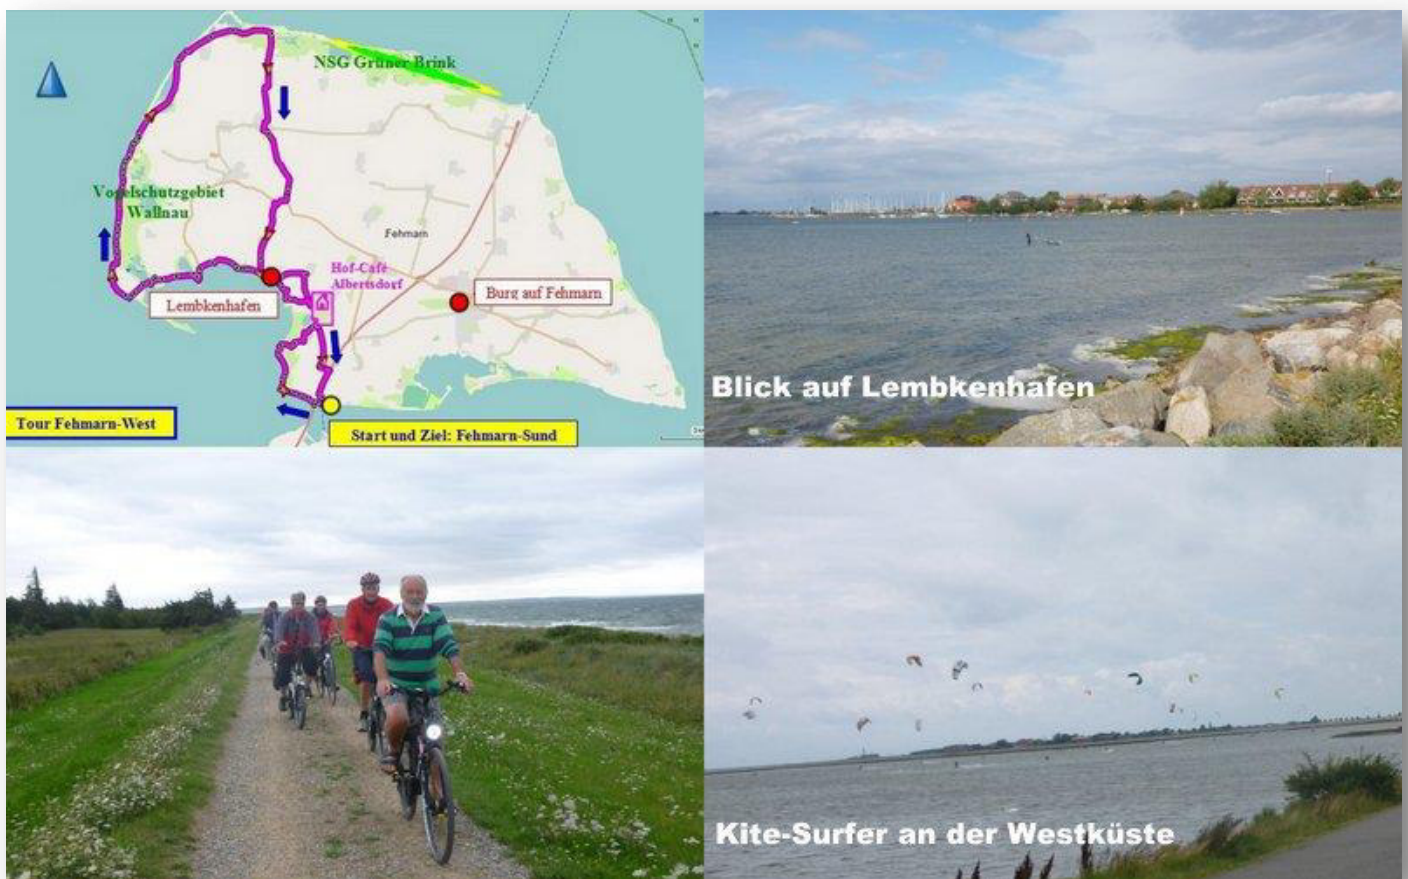 NSG Grüner Brink
Vogelschutzgebiet
Wallnau
Fehmarn
Hof-Café
Albertsdorf
Lembkenhafen
Burg auf Fehmarn
Tour Fehmarn-West
Start und Ziel: Fehmarn-Sund
Blick auf Lembkenhafen
Kite-Surfer an der Westküste